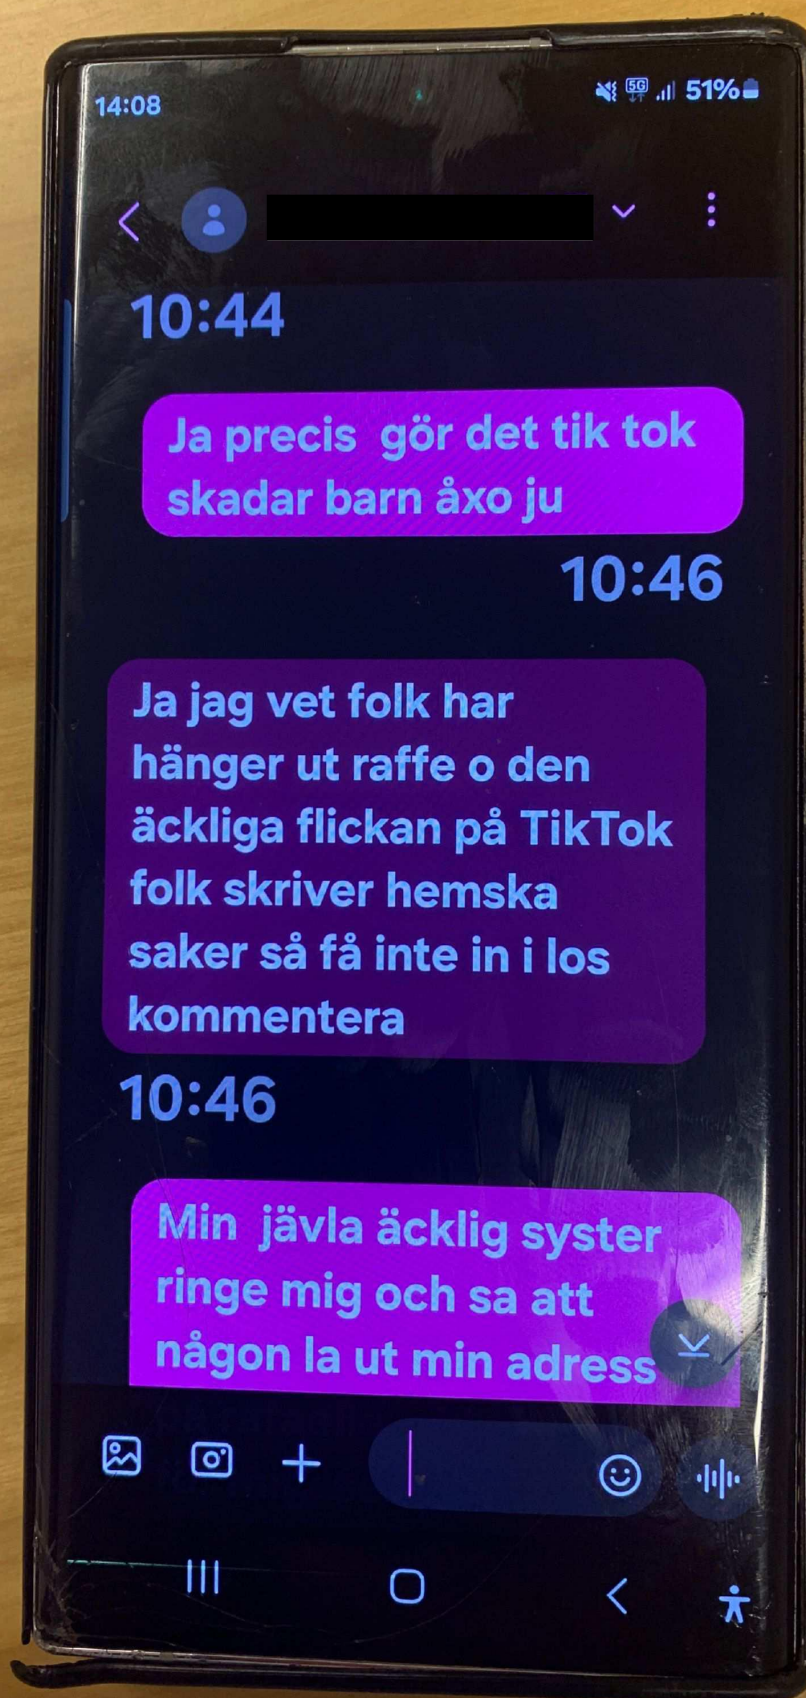 14:08
5G
51%
10:44
Ja precis gör det tik tok
skadar barn åxo ju
10:46
Ja jag vet folk har
hänger ut raffe o den
äckliga flickan på TikTok
folk skriver hemska
saker så få inte in i los
kommentera
10:46
Min jävla äcklig syster
ringe mig och sa att
någon la ut min adress